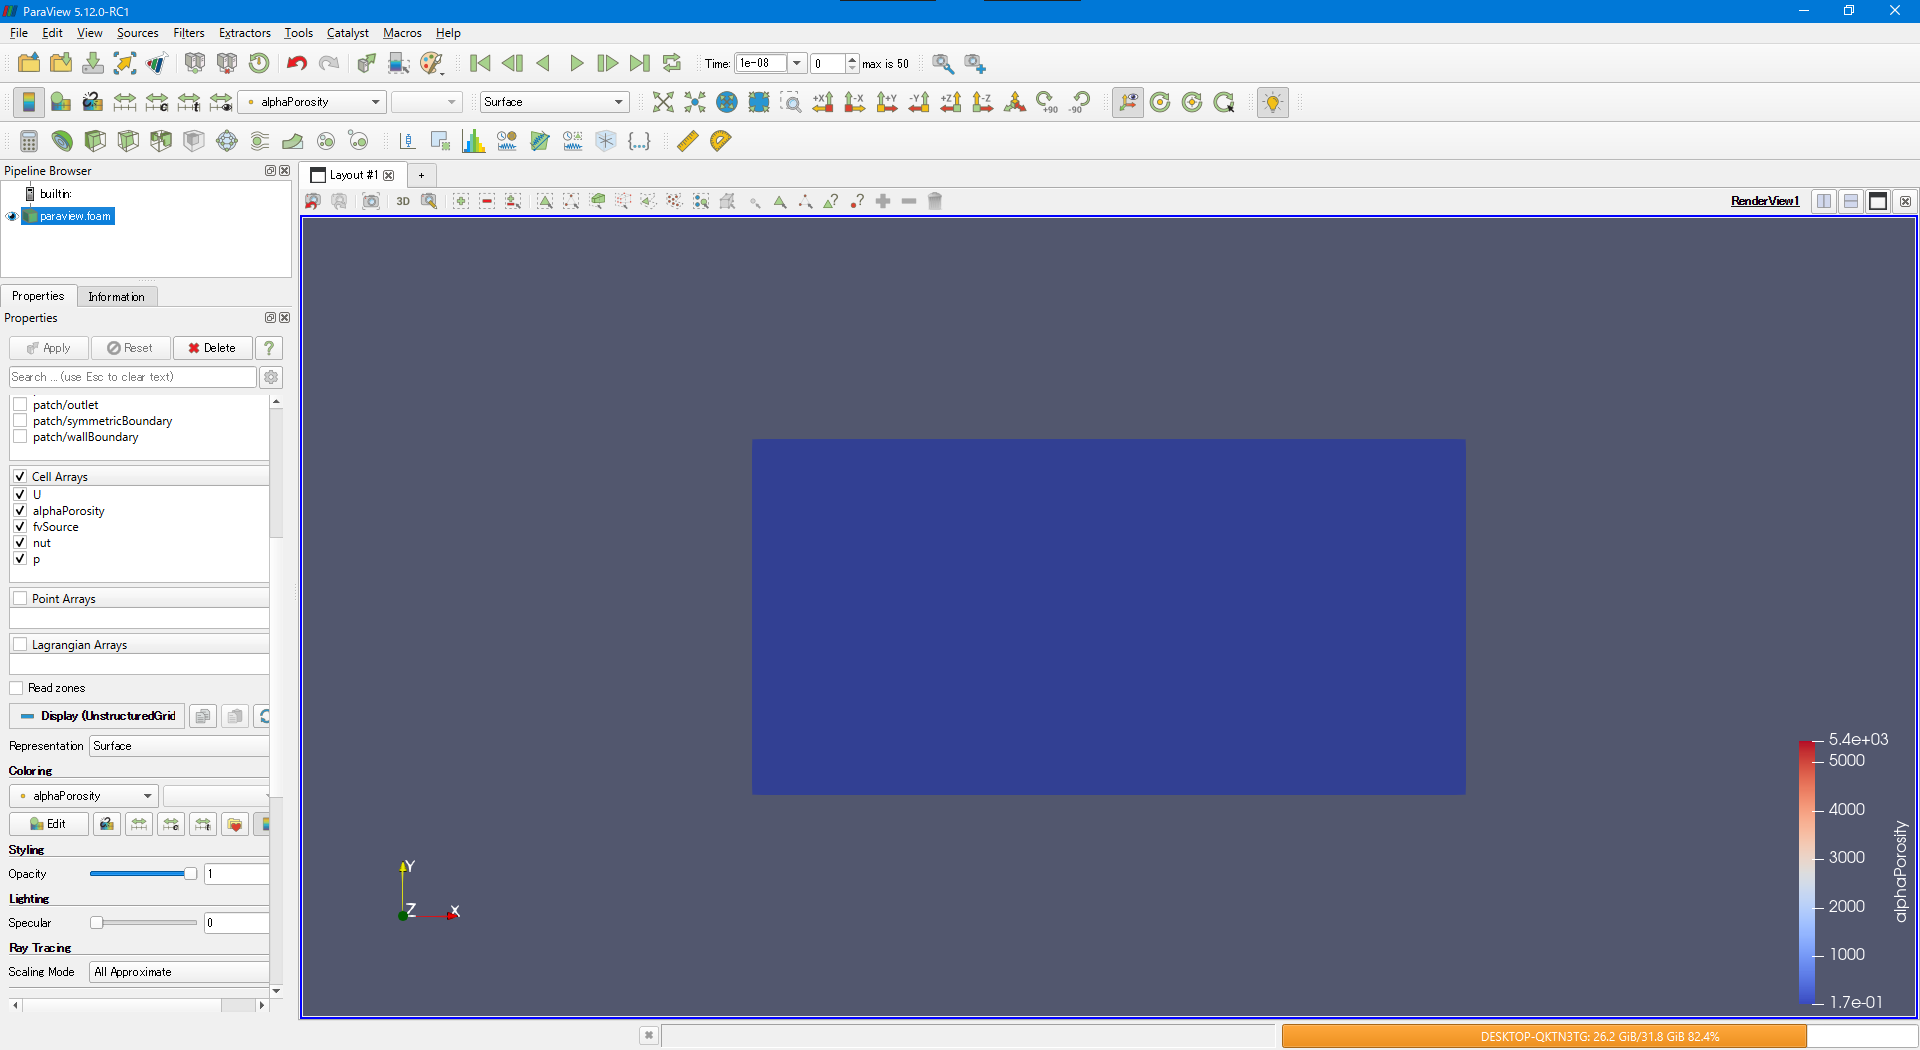 ParaView 5.12.0-RC1
File Edit View Sources Filters Extractors Tools Catalyst Macros Help
Time: 1e-08 0 max is 50
alphaPorosity Surface
+X -X +Y -Y +Z -Z +90 -90
Pipeline Browser
builtin:
paraview.foam
Layout #1 +
3D
RenderView1
Properties Information
Properties
Apply Reset Delete ?
Search ... (use Esc to clear text)
patch/outlet
patch/symmetricBoundary
patch/wallBoundary
Cell Arrays
U
alphaPorosity
fvSource
nut
p
Point Arrays
Lagrangian Arrays
Read zones
Display (UnstructuredGrid
Representation Surface
Coloring
alphaPorosity
Edit
Styling
Opacity 1
Lighting
Specular 0
Ray Tracing
Scaling Mode All Approximate
Y
Z X
5.4e+03
5000
4000
3000
2000
1000
1.7e-01
alphaPorosity
DESKTOP-QKTN3TG: 26.2 GiB/31.8 GiB 82.4%